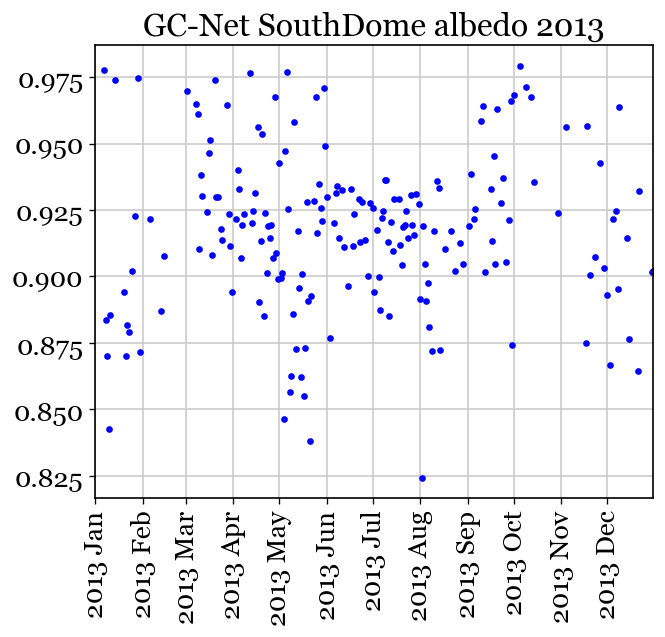 GC-Net SouthDome albedo 2013
0.975
0.950
0.925
0.900
0.875
0.850
0.825
2013 Jan
2013 Feb
2013 Mar
2013 Apr
2013 May
2013 Jun
2013 Jul
2013 Aug
2013 Sep
2013 Oct
2013 Nov
2013 Dec